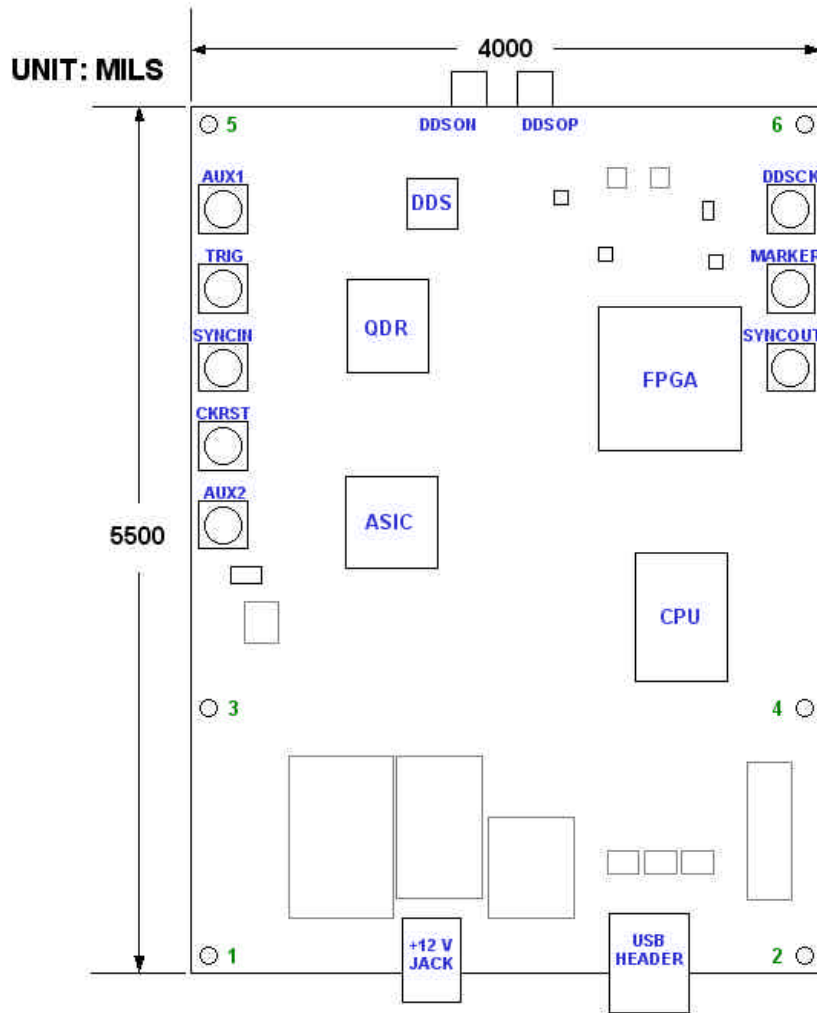 4000
UNIT: MILS
5
DDSON
DDSOP
6
AUX1
DDS
DDSCK
TRIG
MARKER
QDR
SYNCIN
SYNCOUT
FPGA
CKRST
AUX2
ASIC
5500
CPU
3
4
+12 V
JACK
USB
HEADER
1
2